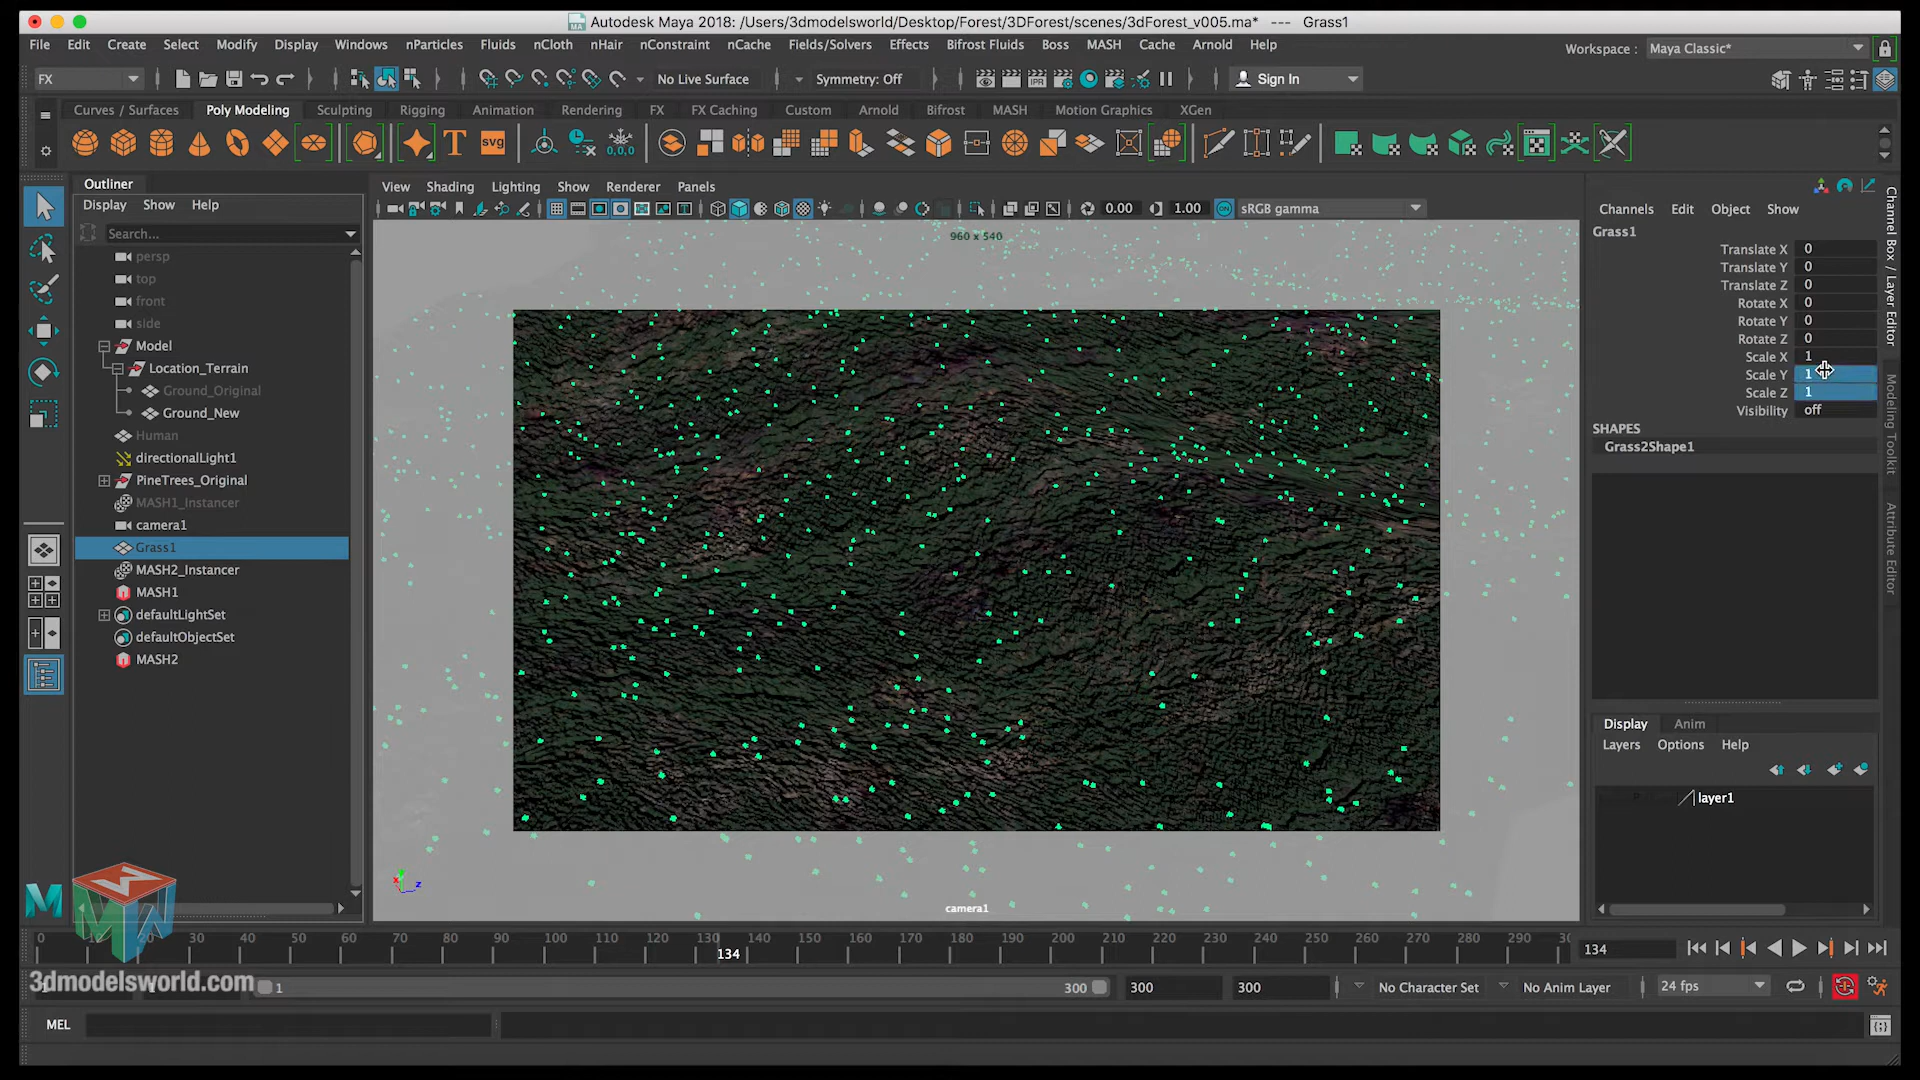 Autodesk Maya 2018: /Users/3dmodelsworld/Desktop/Forest/3DForest/scenes/3dForest_v005.ma* --- Grass1
File Edit Create Select Modify Display Windows nParticles Fluids nCloth nHair nConstraint nCache Fields/Solvers Effects Bifrost Fluids Boss MASH Cache Arnold Help
Workspace : Maya Classic*
FX
No Live Surface
Symmetry: Off
IPR
Sign In
Curves / Surfaces Poly Modeling Sculpting Rigging Animation Rendering FX FX Caching Custom Arnold Bifrost MASH Motion Graphics XGen
T
svg
0,0,0
Outliner
Display Show Help
Search...
persp
top
front
side
Model
Location_Terrain
Ground_Original
Ground_New
Human
directionalLight1
PineTrees_Original
MASH1_Instancer
camera1
Grass1
MASH2_Instancer
MASH1
defaultLightSet
defaultObjectSet
MASH2
View Shading Lighting Show Renderer Panels
0.00
1.00
sRGB gamma
960 x 540
x
z
camera1
Channels Edit Object Show
Grass1
Translate X 0
Translate Y 0
Translate Z 0
Rotate X 0
Rotate Y 0
Rotate Z 0
Scale X 1
Scale Y 1
Scale Z 1
Visibility off
SHAPES
Grass2Shape1
Channel Box / Layer Editor
Modeling Toolkit
Attribute Editor
Display Anim
Layers Options Help
layer1
0 10 20 30 40 50 60 70 80 90 100 110 120 130 140 150 160 170 180 190 200 210 220 230 240 250 260 270 280 290
134
134
3dmodelsworld.com
1
300
300
300
No Character Set
No Anim Layer
24 fps
MEL